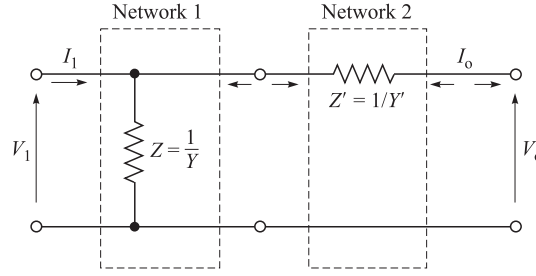 Network 1
Network 2
I₁
Iₒ
Z' = 1/Y'
V₁
Z = 1/Y